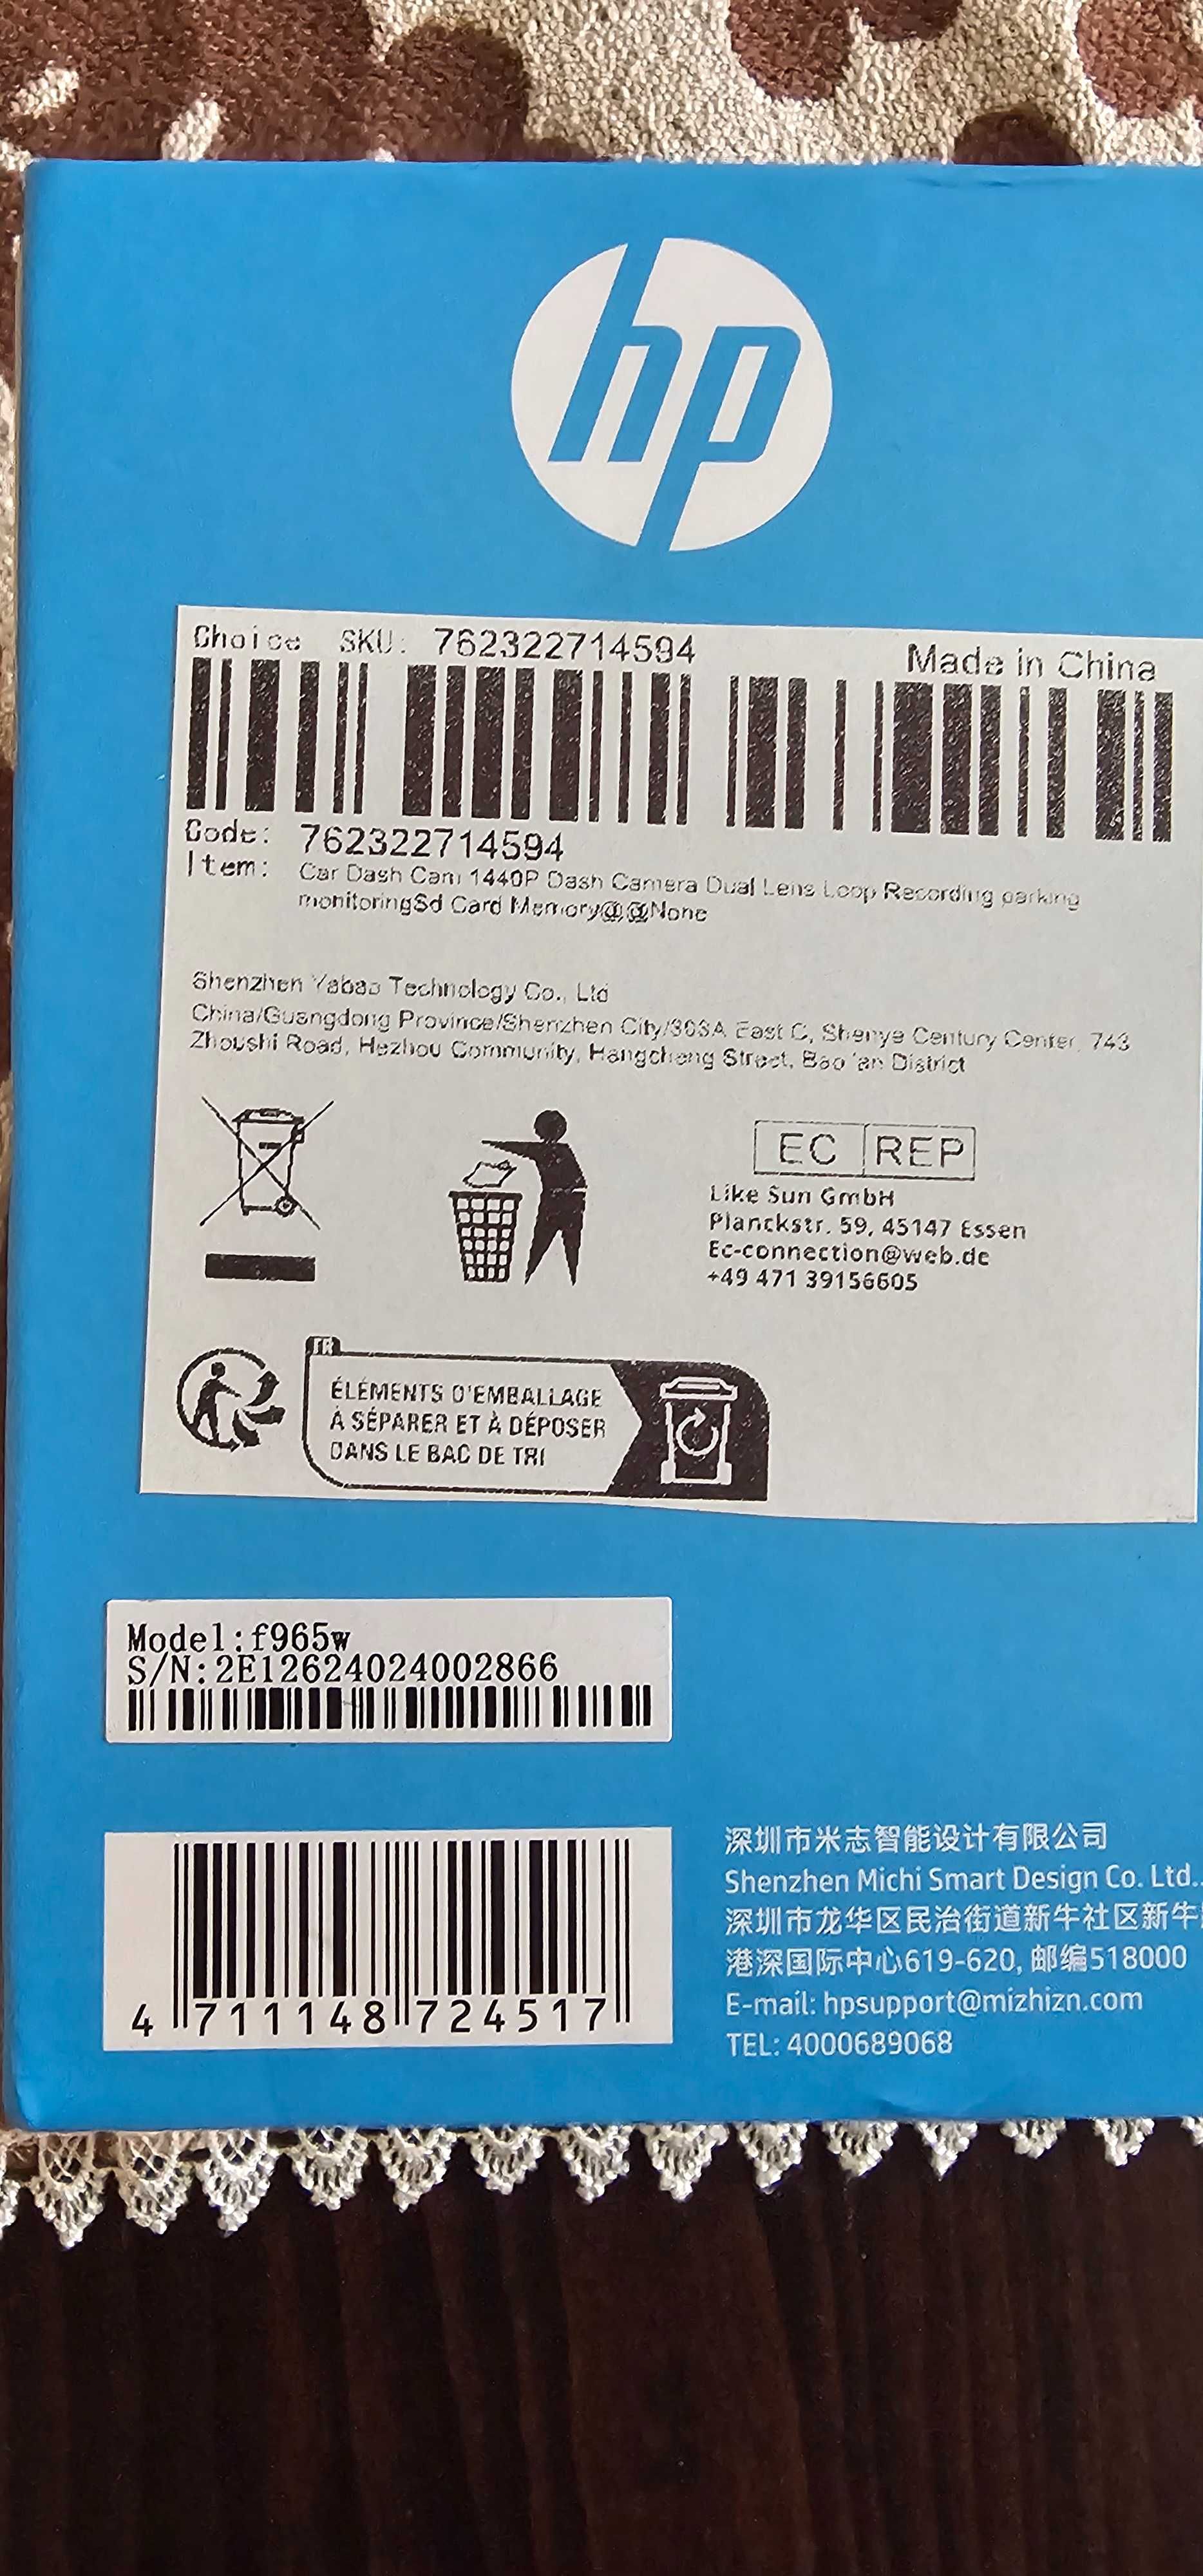 hp
Choice SKU: 762322714594
Made in China
Code: 762322714594
Item: Car Dash Cam 1440P Dash Camera Dual Lens Loop Recording parking
monitoringSd Card Memory@@None
Shenzhen Yabao Technology Co., Ltd
China/Guangdong Province/Shenzhen City/303A East C, Shenye Century Center, 743
Zhoushi Road, Hezhou Community, Hangcheng Street, Bao 'an District
EC REP
Like Sun GmbH
Planckstr. 59, 45147 Essen
Ec-connection@web.de
+49 471 39156605
ÉLÉMENTS D'EMBALLAGE
À SÉPARER ET À DÉPOSER
DANS LE BAC DE TRI
Model:f965w
S/N:2E12624024002866
4 711148 724517
深圳市米志智能设计有限公司
Shenzhen Michi Smart Design Co. Ltd..
深圳市龙华区民治街道新牛社区新牛
港深国际中心619-620, 邮编518000
E-mail: hpsupport@mizhizn.com
TEL: 4000689068